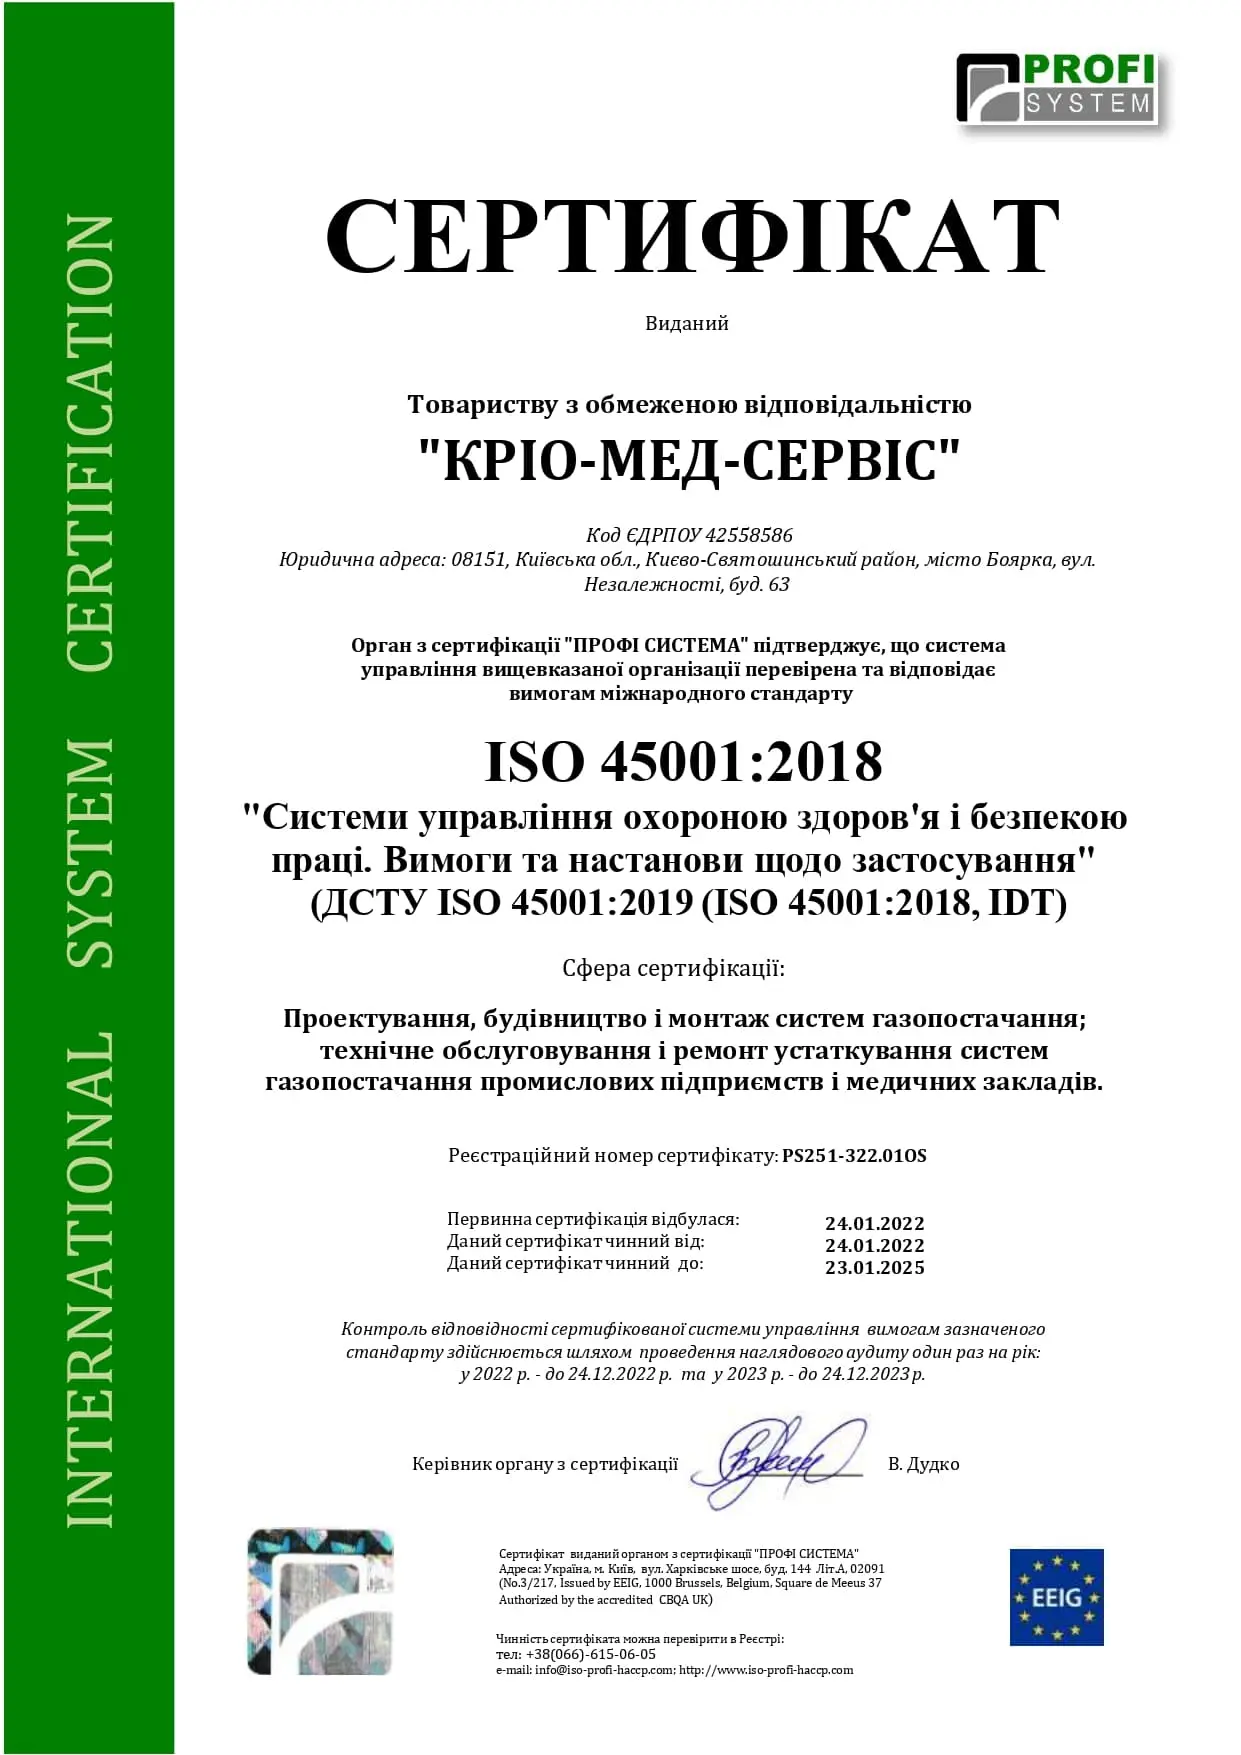 INTERNATIONAL SYSTEM CERTIFICATION
PROFI
SYSTEM
СЕРТИФІКАТ
Виданий
Товариству з обмеженою відповідальністю
"КРІО-МЕД-СЕРВІС"
Код ЄДРПОУ 42558586
Юридична адреса: 08151, Київська обл., Києво-Святошинський район, місто Боярка, вул.
Незалежності, буд. 63
Орган з сертифікації "ПРОФІ СИСТЕМА" підтверджує, що система
управління вищевказаної організації перевірена та відповідає
вимогам міжнародного стандарту
ISO 45001:2018
"Системи управління охороною здоров'я і безпекою
праці. Вимоги та настанови щодо застосування"
(ДСТУ ISO 45001:2019 (ISO 45001:2018, IDT)
Сфера сертифікації:
Проектування, будівництво і монтаж систем газопостачання;
технічне обслуговування і ремонт устаткування систем
газопостачання промислових підприємств і медичних закладів.
Реєстраційний номер сертифікату: PS251-322.01OS
Первинна сертифікація відбулася: 24.01.2022
Даний сертифікат чинний від: 24.01.2022
Даний сертифікат чинний до: 23.01.2025
Контроль відповідності сертифікованої системи управління вимогам зазначеного
стандарту здійснюється шляхом проведення наглядового аудиту один раз на рік:
у 2022 р. - до 24.12.2022 р. та у 2023 р. - до 24.12.2023 р.
Керівник органу з сертифікації В. Дудко
Сертифікат виданий органом з сертифікації "ПРОФІ СИСТЕМА"
Адреса: Україна, м. Київ, вул. Харківське шосе, буд. 144 Літ.А, 02091
(No.3/217, Issued by EEIG, 1000 Brussels, Belgium, Square de Meeus 37
Authorized by the accredited CBQA UK)
EEIG
Чинність сертифіката можна перевірити в Реєстрі:
тел: +38(066)-615-06-05
e-mail: info@iso-profi-haccp.com; http://www.iso-profi-haccp.com